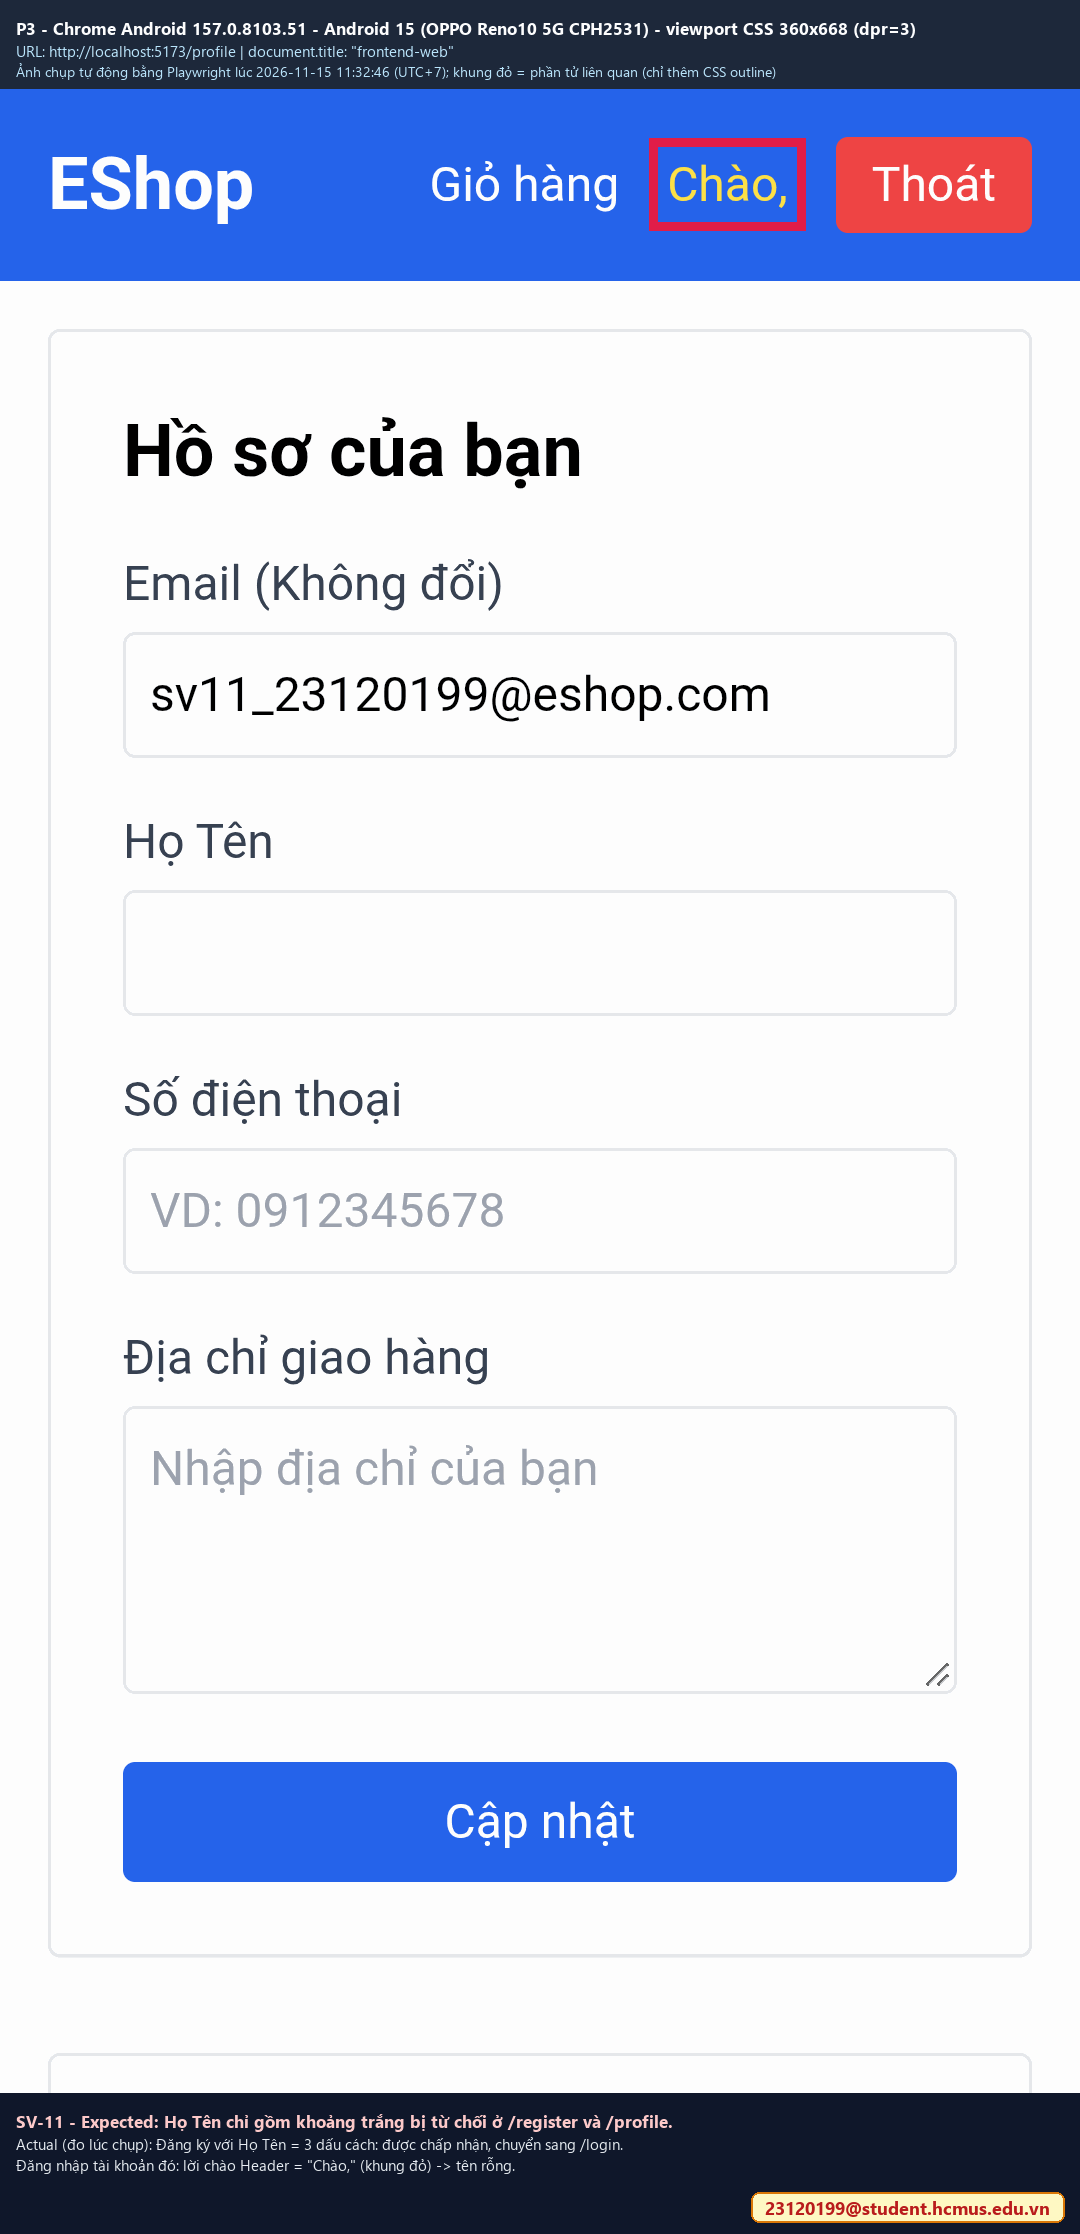 P3 - Chrome Android 157.0.8103.51 - Android 15 (OPPO Reno10 5G CPH2531) - viewport CSS 360x668 (dpr=3)
URL: http://localhost:5173/profile | document.title: "frontend-web"
Ảnh chụp tự động bằng Playwright lúc 2026-11-15 11:32:46 (UTC+7); khung đỏ = phần tử liên quan (chỉ thêm CSS outline)
EShop Giỏ hàng Chào, Thoát
Hồ sơ của bạn
Email (Không đổi)
sv11_23120199@eshop.com
Họ Tên
Số điện thoại
VD: 0912345678
Địa chỉ giao hàng
Nhập địa chỉ của bạn
Cập nhật
SV-11 - Expected: Họ Tên chỉ gồm khoảng trắng bị từ chối ở /register và /profile.
Actual (đo lúc chụp): Đăng ký với Họ Tên = 3 dấu cách: được chấp nhận, chuyển sang /login.
Đăng nhập tài khoản đó: lời chào Header = "Chào," (khung đỏ) -> tên rỗng.
23120199@student.hcmus.edu.vn